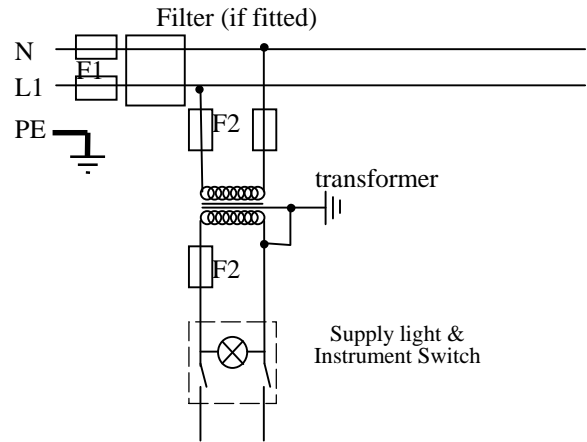 Filter (if fitted)
N
F1
L1
PE
F2
transformer
F2
Supply light &
Instrument Switch